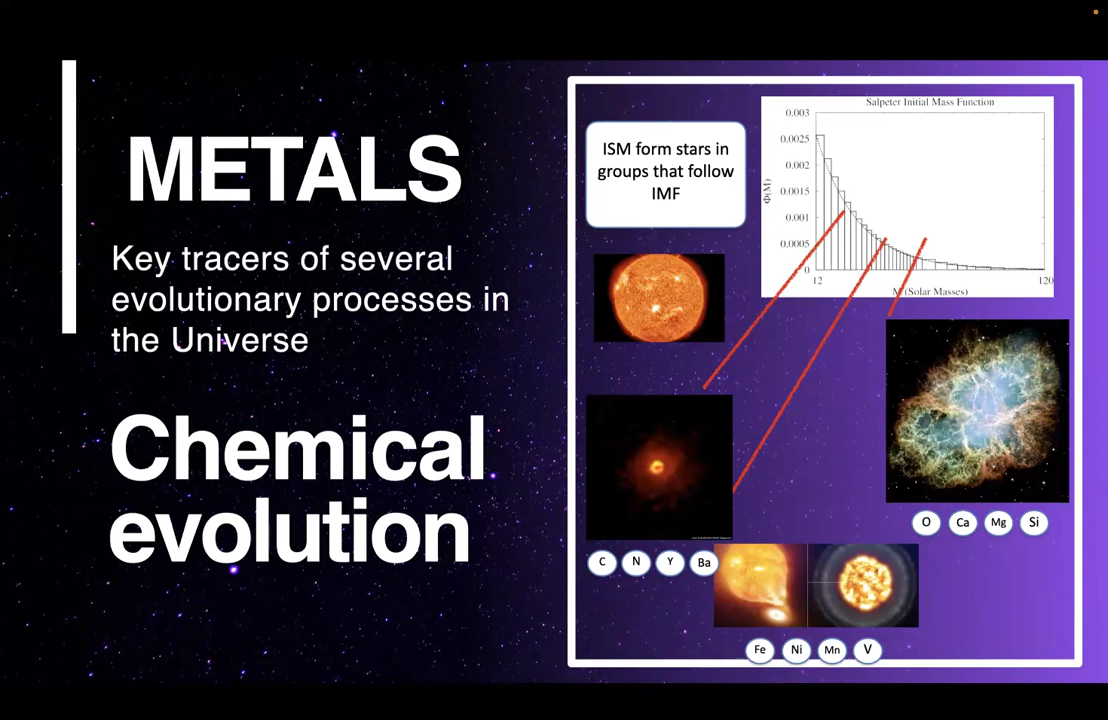 METALS
Key tracers of several
evolutionary processes in
the Universe
Chemical
evolution
ISM form stars in
groups that follow
IMF
Salpeter Initial Mass Function
0.003
0.0025
0.002
0.0015
0.001
0.0005
0
Φ(M)
12
120
M (Solar Masses)
O Ca Mg Si
C N Y Ba
Fe Ni Mn V